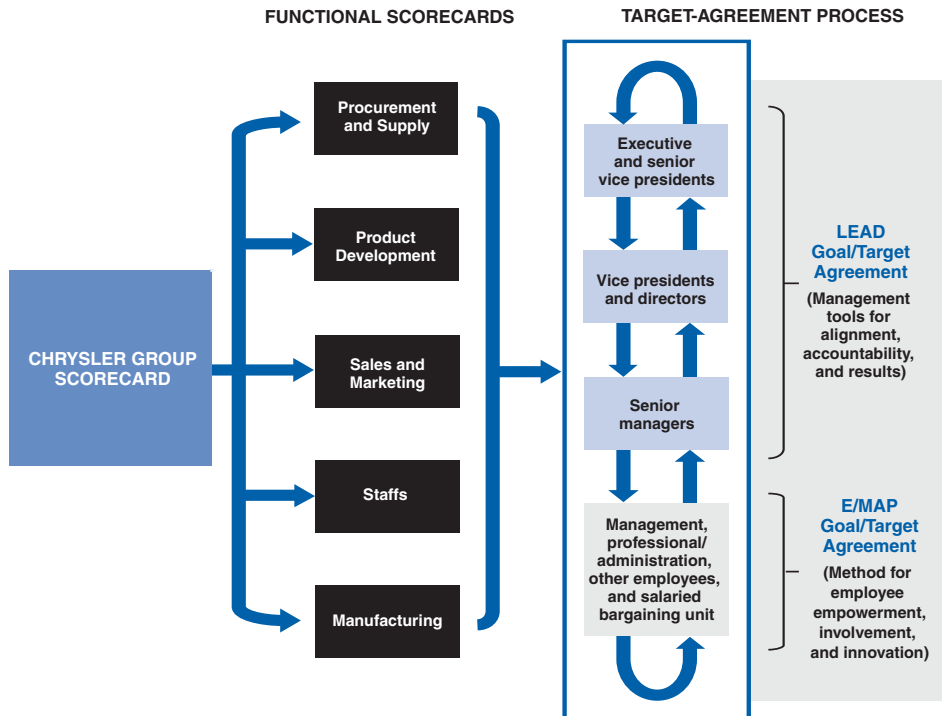 FUNCTIONAL SCORECARDS
TARGET-AGREEMENT PROCESS
CHRYSLER GROUP
SCORECARD
Procurement
and Supply
Product
Development
Sales and
Marketing
Staffs
Manufacturing
Executive
and senior
vice presidents
Vice presidents
and directors
Senior
managers
Management,
professional/
administration,
other employees,
and salaried
bargaining unit
LEAD
Goal/Target
Agreement
(Management
tools for
alignment,
accountability,
and results)
E/MAP
Goal/Target
Agreement
(Method for
employee
empowerment,
involvement,
and innovation)